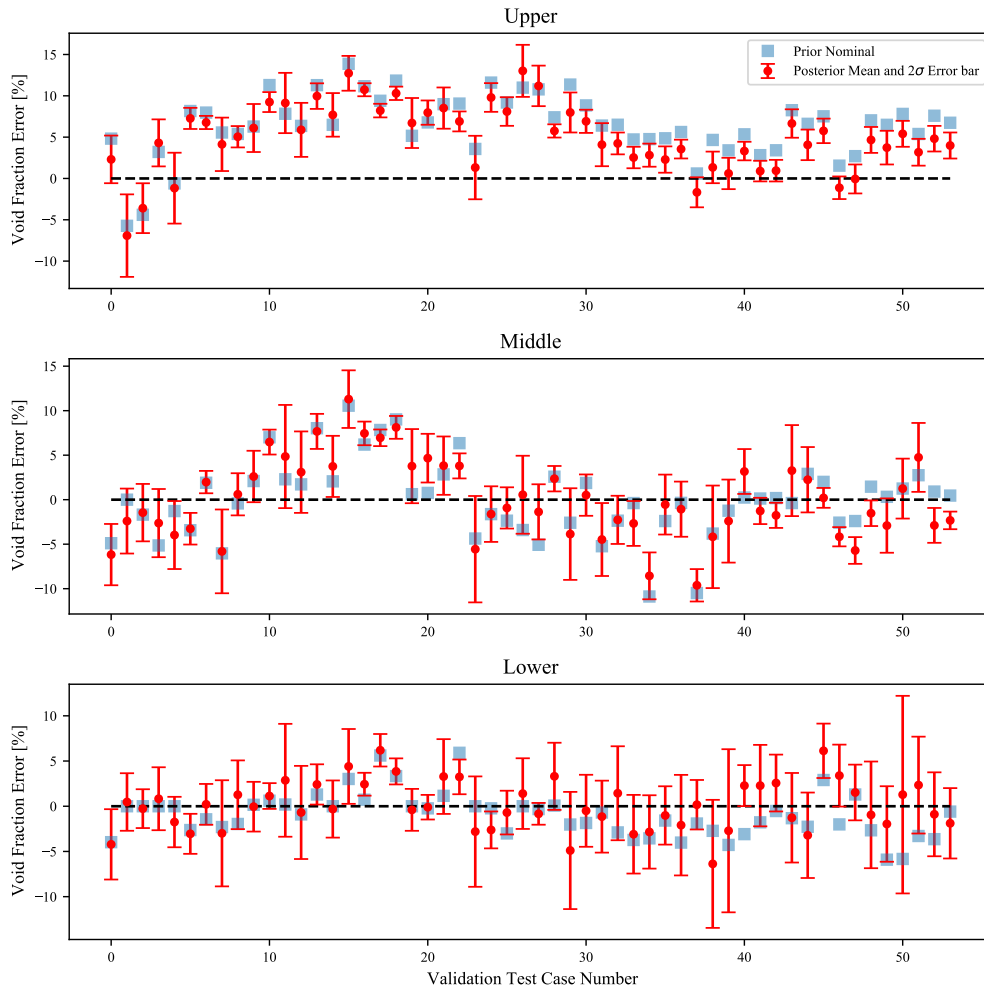 Upper
Void Fraction Error [%]
15
10
5
0
−5
−10
Prior Nominal
Posterior Mean and 2σ Error bar
0 10 20 30 40 50
Middle
Void Fraction Error [%]
15
10
5
0
−5
−10
0 10 20 30 40 50
Lower
Void Fraction Error [%]
10
5
0
−5
−10
0 10 20 30 40 50
Validation Test Case Number